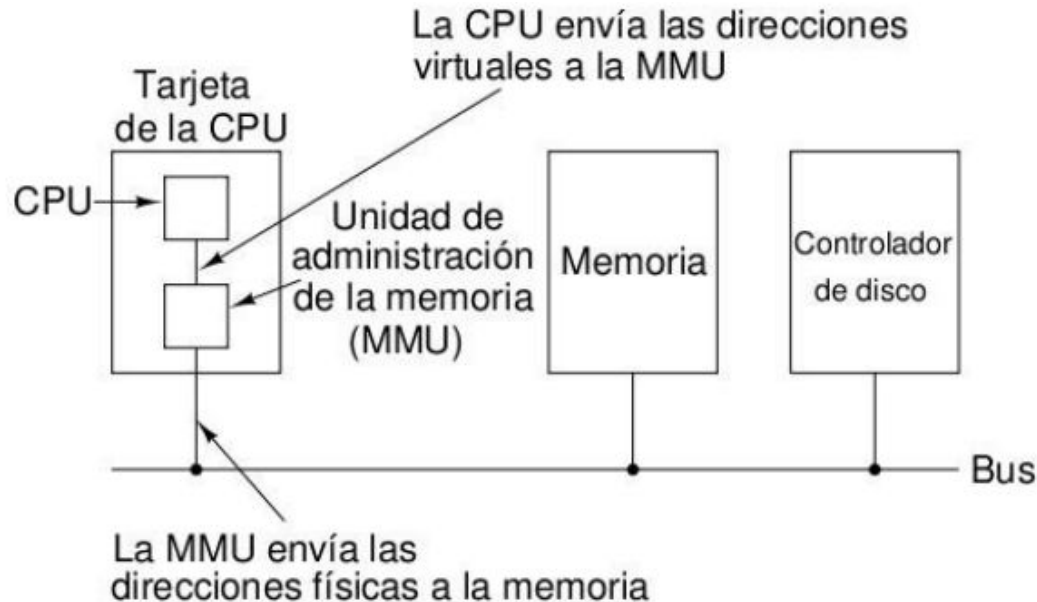 La CPU envía las direcciones
virtuales a la MMU
Tarjeta
de la CPU
CPU
Unidad de
administración
de la memoria
(MMU)
Memoria
Controlador
de disco
Bus
La MMU envía las
direcciones físicas a la memoria